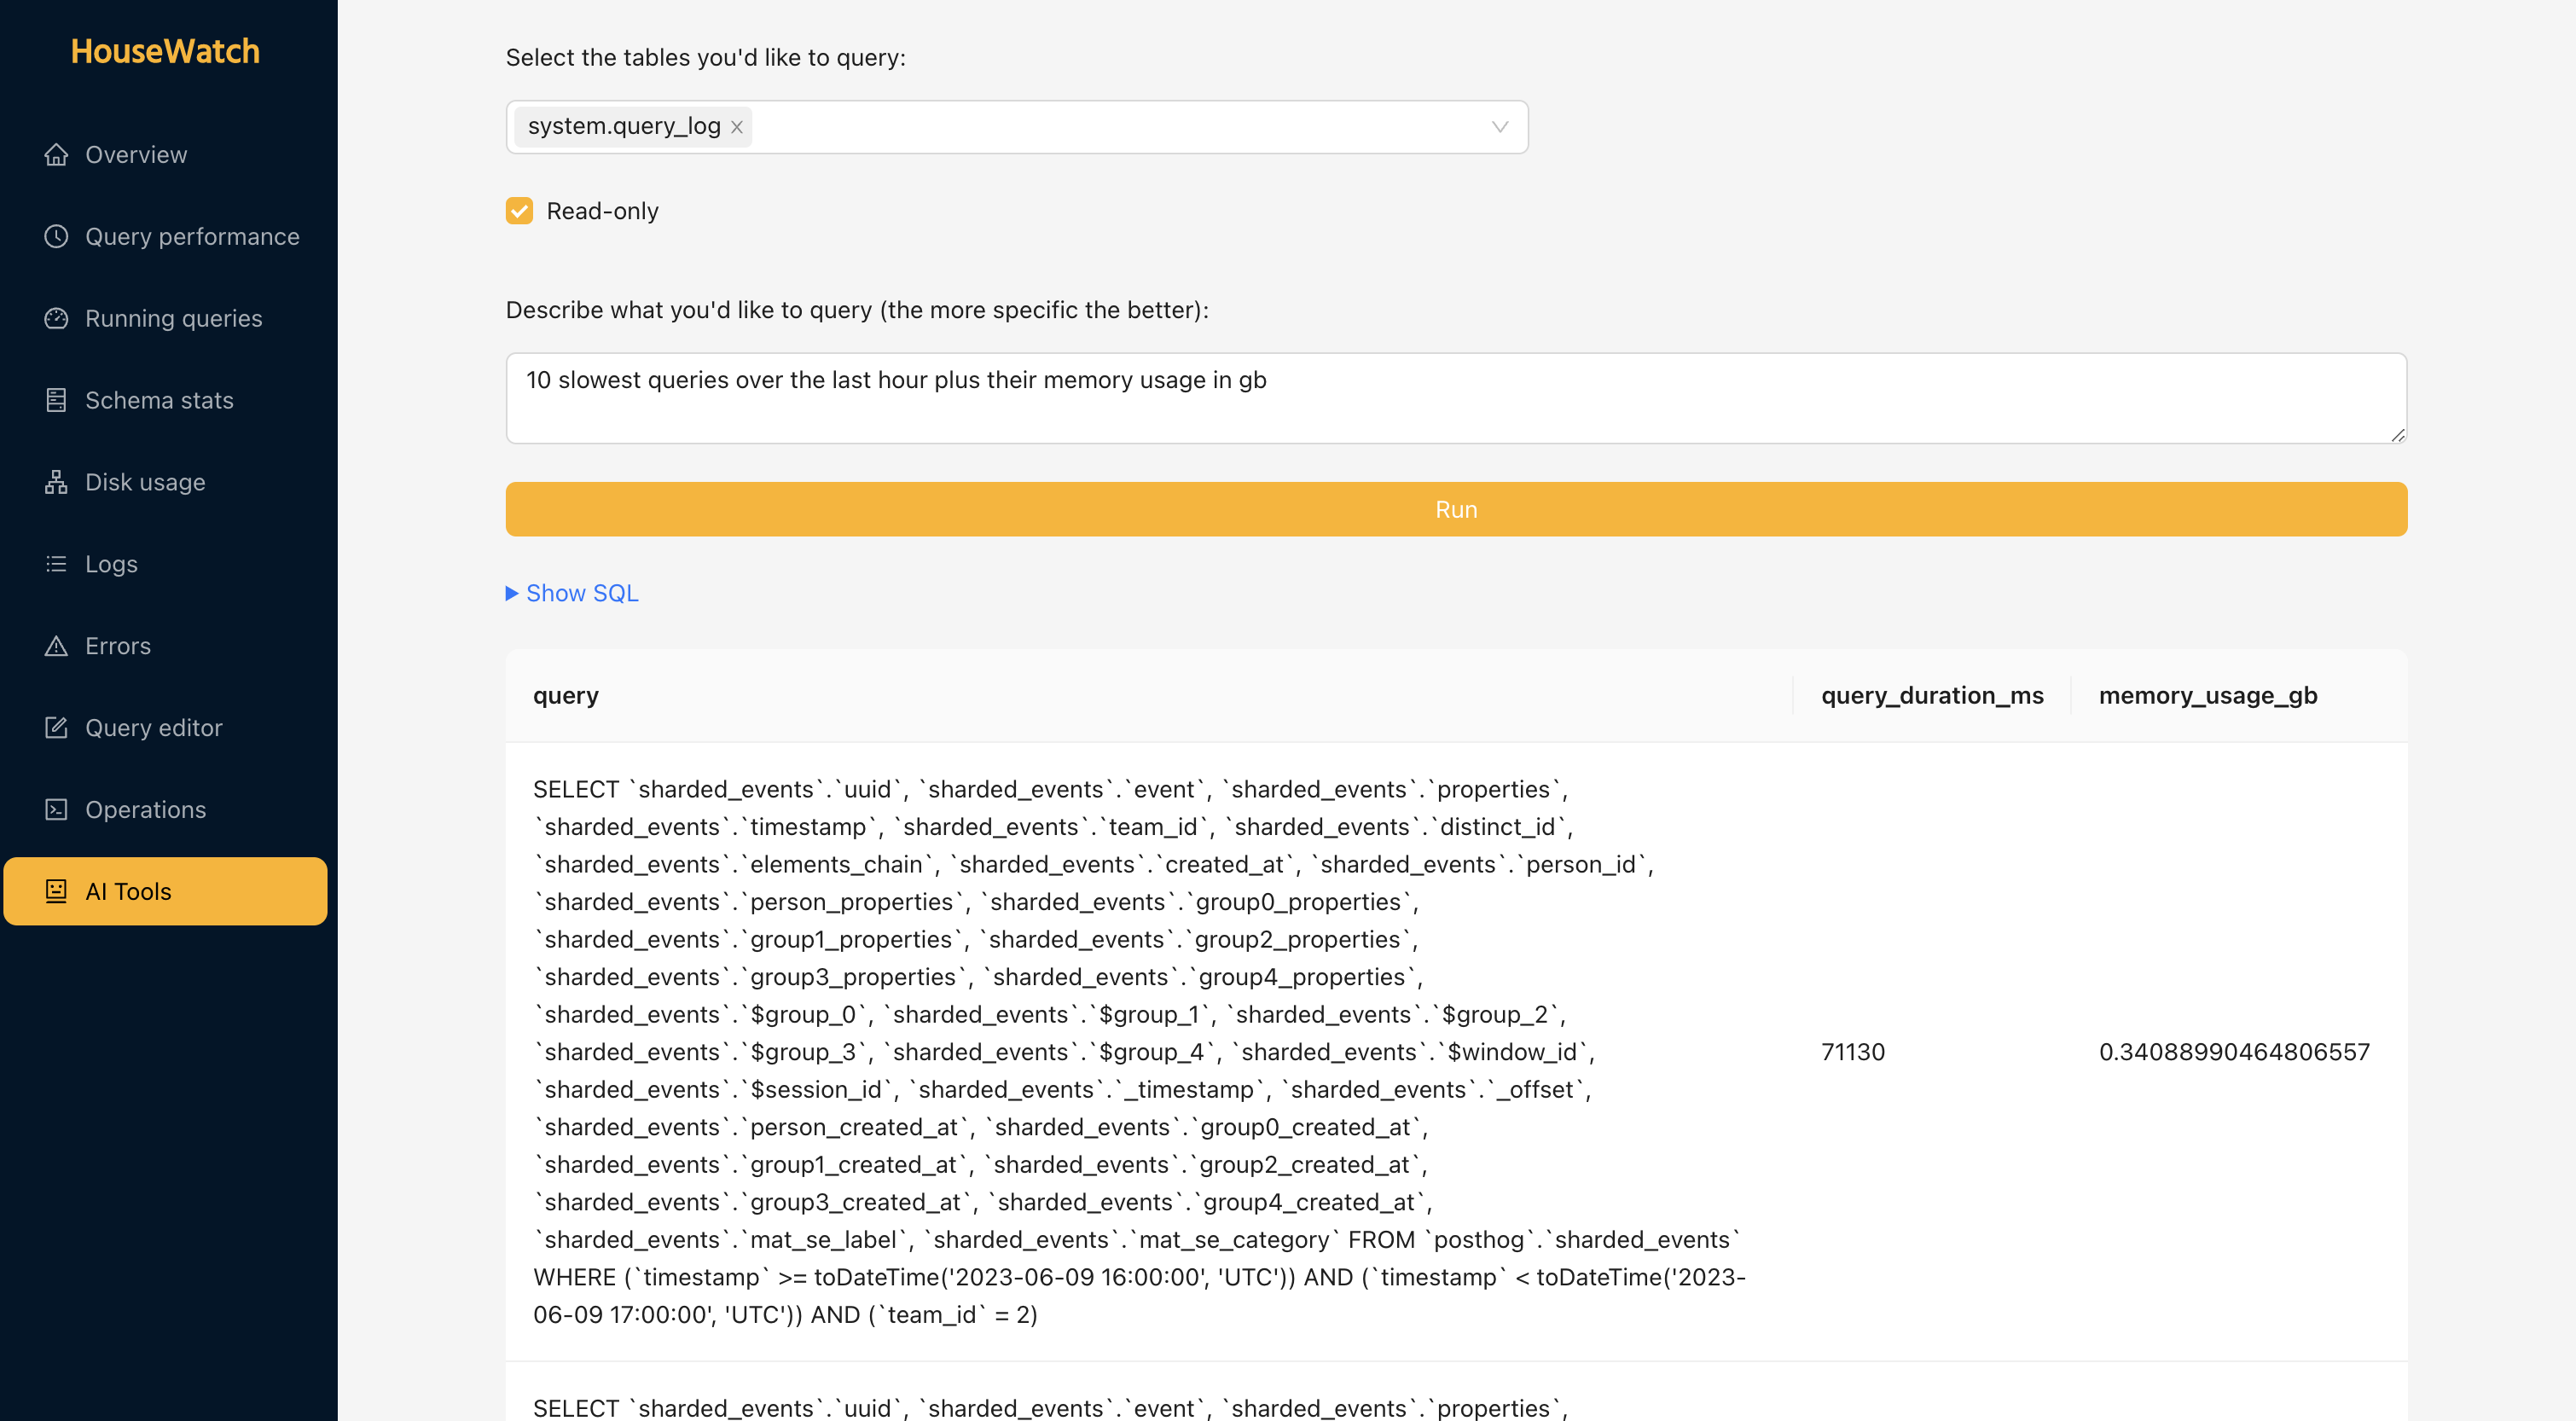 HouseWatch
Overview
Query performance
Running queries
Schema stats
Disk usage
Logs
Errors
Query editor
Operations
AI Tools
Select the tables you'd like to query:
system.query_log
Read-only
Describe what you'd like to query (the more specific the better):
10 slowest queries over the last hour plus their memory usage in gb
Run
Show SQL
query query_duration_ms memory_usage_gb
SELECT `sharded_events`.`uuid`, `sharded_events`.`event`, `sharded_events`.`properties`,
`sharded_events`.`timestamp`, `sharded_events`.`team_id`, `sharded_events`.`distinct_id`,
`sharded_events`.`elements_chain`, `sharded_events`.`created_at`, `sharded_events`.`person_id`,
`sharded_events`.`person_properties`, `sharded_events`.`group0_properties`,
`sharded_events`.`group1_properties`, `sharded_events`.`group2_properties`,
`sharded_events`.`group3_properties`, `sharded_events`.`group4_properties`,
`sharded_events`.`$group_0`, `sharded_events`.`$group_1`, `sharded_events`.`$group_2`,
`sharded_events`.`$group_3`, `sharded_events`.`$group_4`, `sharded_events`.`$window_id`,
`sharded_events`.`$session_id`, `sharded_events`.`_timestamp`, `sharded_events`.`_offset`,
`sharded_events`.`person_created_at`, `sharded_events`.`group0_created_at`,
`sharded_events`.`group1_created_at`, `sharded_events`.`group2_created_at`,
`sharded_events`.`group3_created_at`, `sharded_events`.`group4_created_at`,
`sharded_events`.`mat_se_label`, `sharded_events`.`mat_se_category` FROM `posthog`.`sharded_events`
WHERE (`timestamp` >= toDateTime('2023-06-09 16:00:00', 'UTC')) AND (`timestamp` < toDateTime('2023-
06-09 17:00:00', 'UTC')) AND (`team_id` = 2)
71130
0.34088990464806557
SELECT `sharded_events`.`uuid`, `sharded_events`.`event`, `sharded_events`.`properties`,